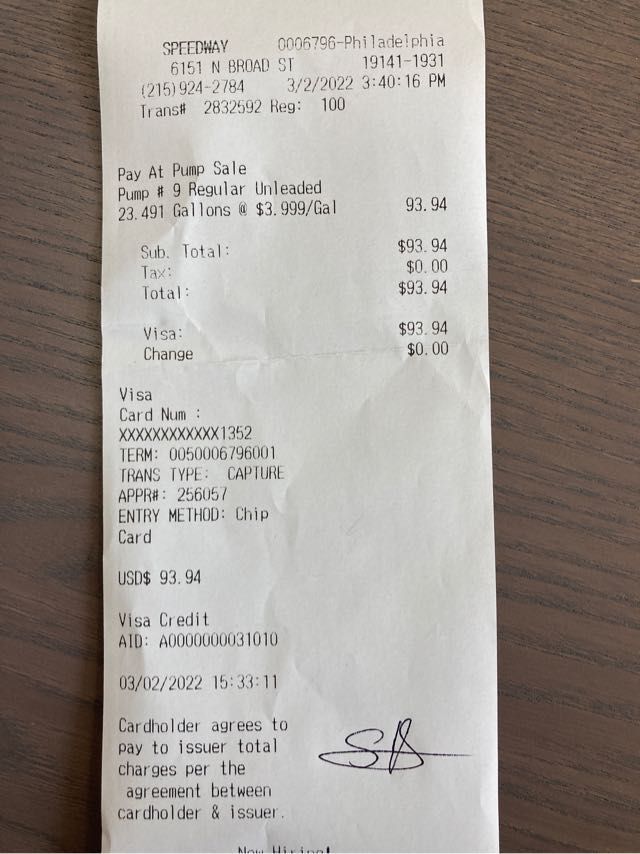 SPEEDWAY 0006796-Philadelphia
6151 N BROAD ST 19141-1931
(215)924-2784 3/2/2022 3:40:16 PM
Trans# 2832592 Reg: 100
Pay At Pump Sale
Pump # 9 Regular Unleaded
23.491 Gallons @ $3.999/Gal 93.94
Sub. Total: $93.94
Tax: $0.00
Total: $93.94
Visa: $93.94
Change $0.00
Visa
Card Num :
XXXXXXXXXXXX1352
TERM: 0050006796001
TRANS TYPE: CAPTURE
APPR#: 256057
ENTRY METHOD: Chip
Card
USD$ 93.94
Visa Credit
AID: A0000000031010
03/02/2022 15:33:11
Cardholder agrees to
pay to issuer total
charges per the
agreement between
cardholder & issuer.
Now Hiring!